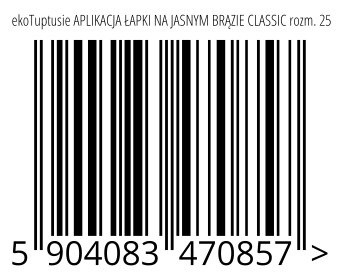 ekoTuptusie APLIKACJA ŁAPKI NA JASNYM BRĄZIE CLASSIC rozm. 25
5 904083 470857 >